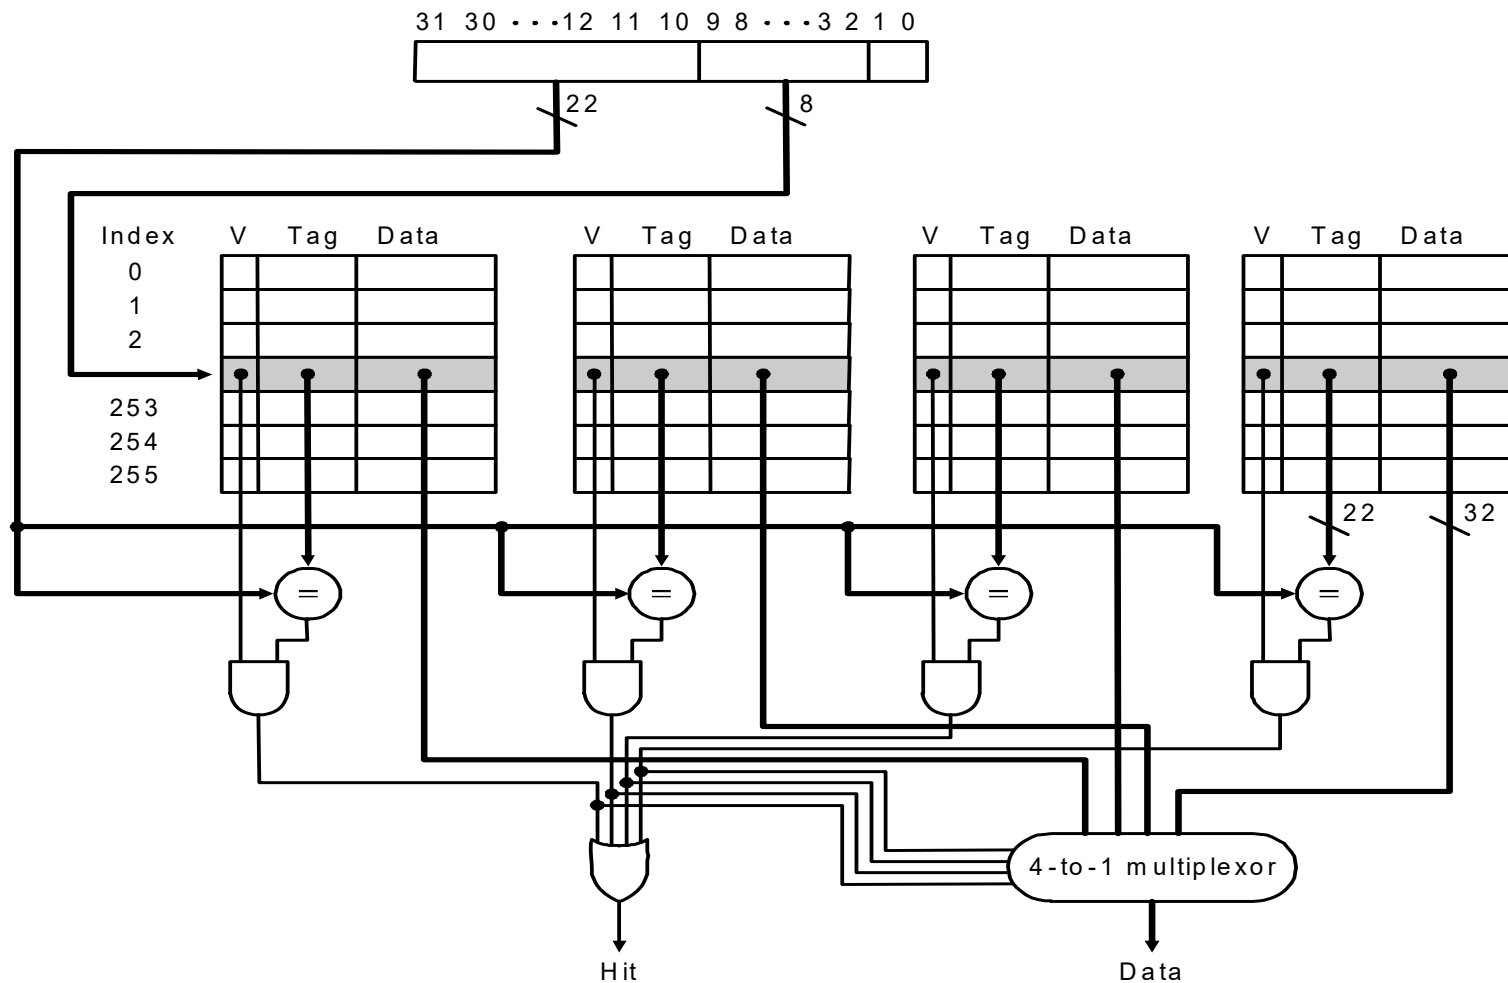 31 30 ···12 11 10 9 8 ···3 2 1 0
22 8
Index V Tag Data V Tag Data V Tag Data V Tag Data
0
1
2
253
254
255
22 32
= = = =
4-to-1 multiplexor
Hit Data